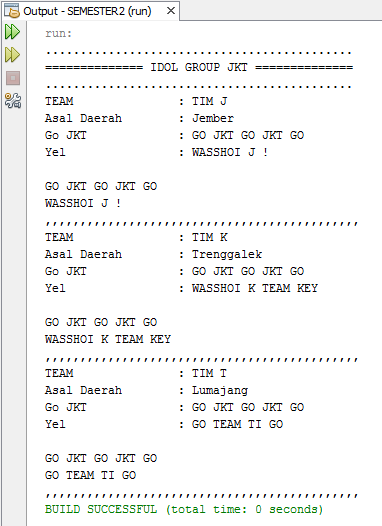 Output - SEMESTER2 (run)
run:
............................................
============== IDOL GROUP JKT ==============
............................................
TEAM : TIM J
Asal Daerah : Jember
Go JKT : GO JKT GO JKT GO
Yel : WASSHOI J !
GO JKT GO JKT GO
WASSHOI J !
,,,,,,,,,,,,,,,,,,,,,,,,,,,,,,,,,,,,,,,,,,,,,
TEAM : TIM K
Asal Daerah : Trenggalek
Go JKT : GO JKT GO JKT GO
Yel : WASSHOI K TEAM KEY
GO JKT GO JKT GO
WASSHOI K TEAM KEY
,,,,,,,,,,,,,,,,,,,,,,,,,,,,,,,,,,,,,,,,,,,,,
TEAM : TIM T
Asal Daerah : Lumajang
Go JKT : GO JKT GO JKT GO
Yel : GO TEAM TI GO
GO JKT GO JKT GO
GO TEAM TI GO
,,,,,,,,,,,,,,,,,,,,,,,,,,,,,,,,,,,,,,,,,,,,,
BUILD SUCCESSFUL (total time: 0 seconds)